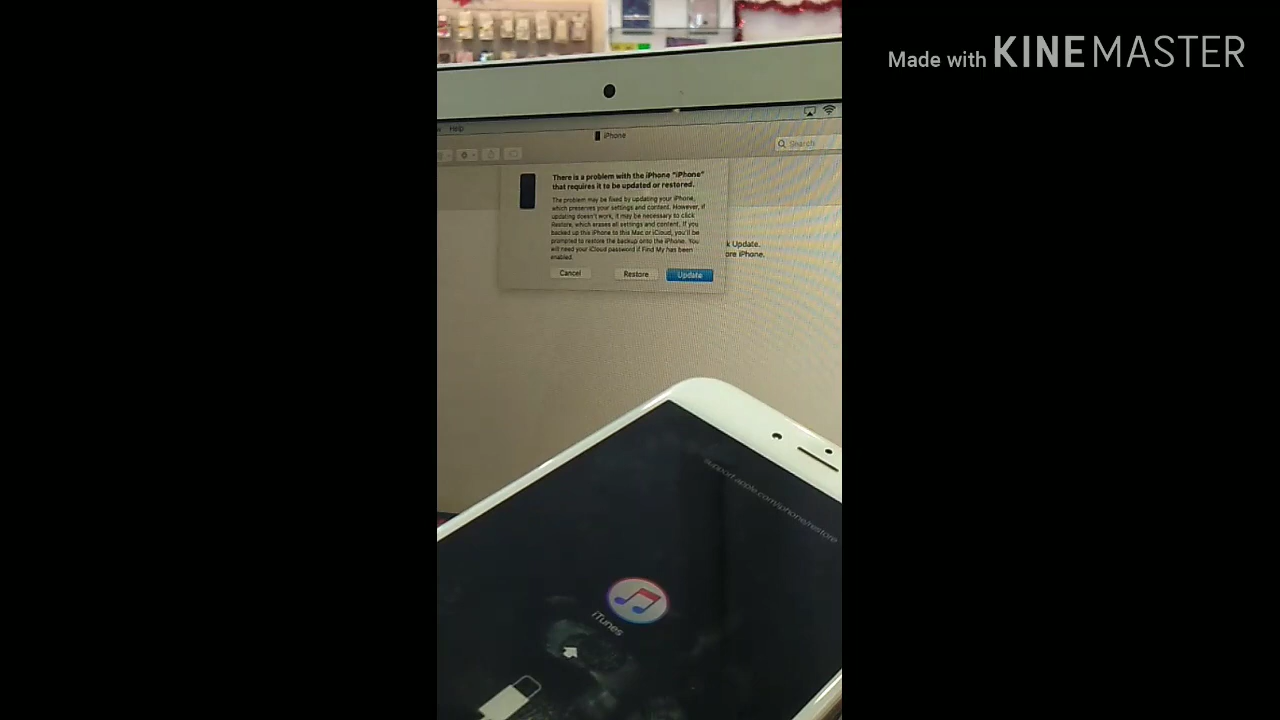 Made with KINEMASTER
Help
iPhone
Search
There is a problem with the iPhone "iPhone"
that requires it to be updated or restored.
The problem may be fixed by updating your iPhone,
which preserves your settings and content. However, if
updating doesn't work, it may be necessary to click
Restore, which erases all settings and content. If you
backed up this iPhone to this Mac or iCloud, you'll be
prompted to restore the backup onto the iPhone. You
will need your iCloud password if Find My has been
enabled.
k Update.
ore iPhone.
Cancel Restore Update
support.apple.com/iphone/restore
iTunes